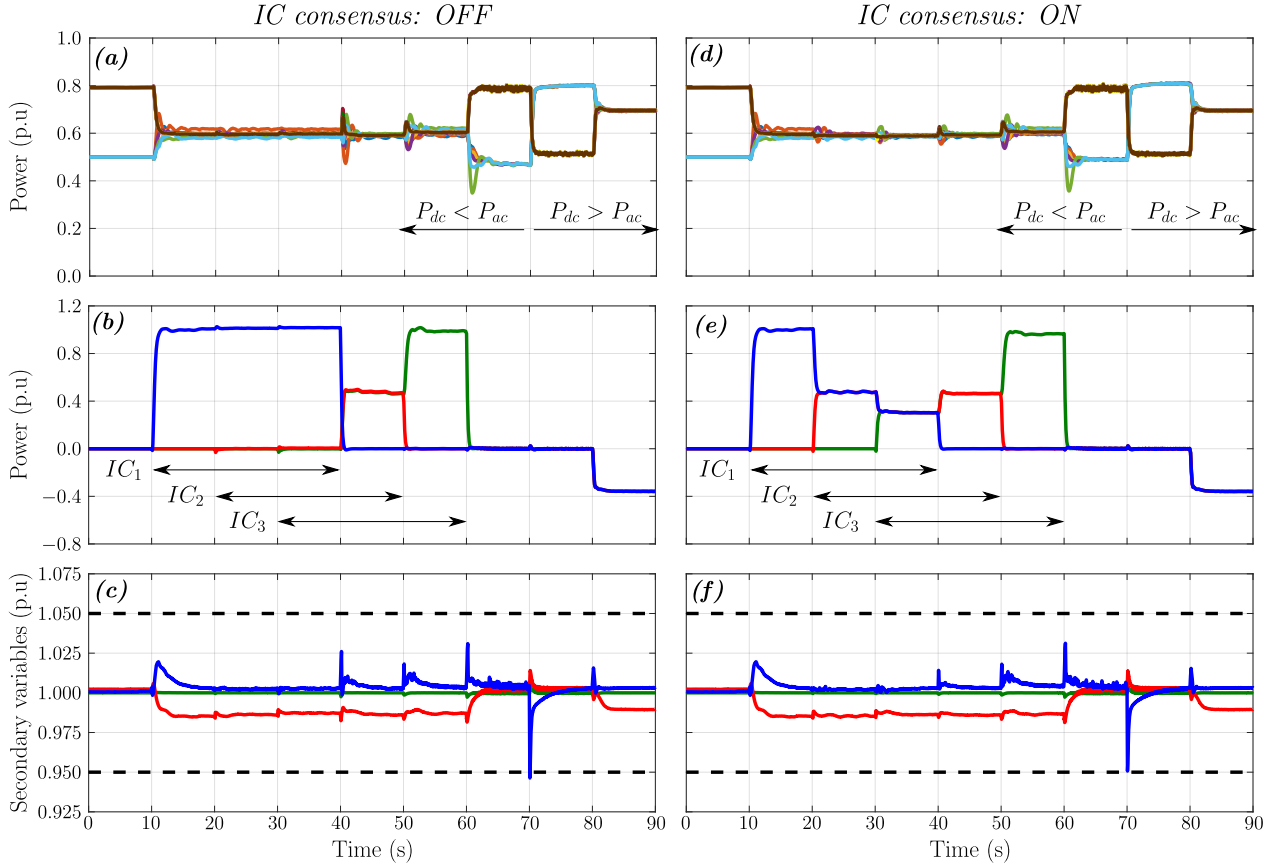 IC consensus: OFF
IC consensus: ON
(a)
(d)
Power (p.u)
1.0
0.8
0.6
0.4
0.2
0.0
P_dc < P_ac
P_dc > P_ac
P_dc < P_ac
P_dc > P_ac
(b)
(e)
Power (p.u)
1.2
0.8
0.4
0.0
−0.4
−0.8
IC_1
IC_2
IC_3
IC_1
IC_2
IC_3
(c)
(f)
Secondary variables (p.u)
1.075
1.050
1.025
1.000
0.975
0.950
0.925
0 10 20 30 40 50 60 70 80 90
0 10 20 30 40 50 60 70 80 90
Time (s)
Time (s)